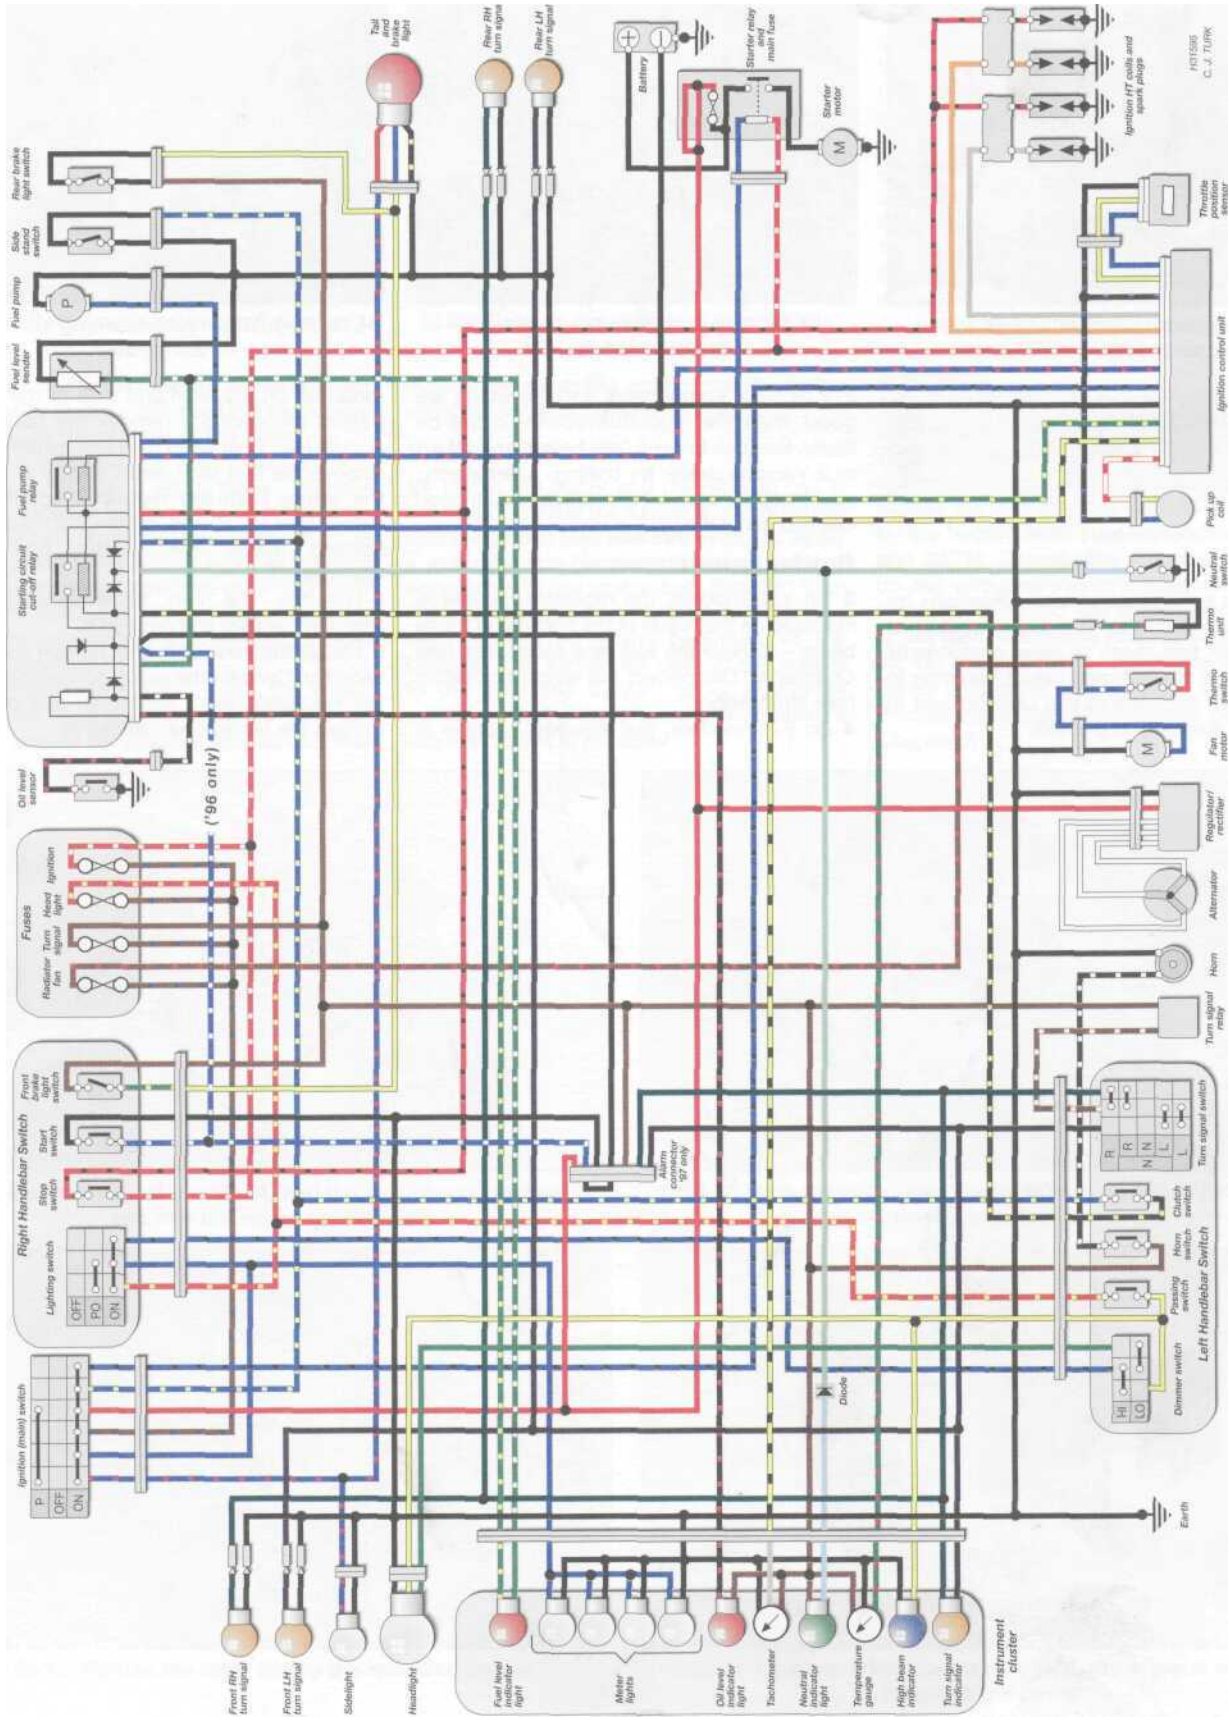 Tail
and
brake
light
Rear RH
turn signal
Rear LH
turn signal
Battery
Starter relay
and
main fuse
Starter
motor
M
Ignition HT coils and
spark plugs
H31595
C. J. TURK
Rear brake
light switch
Side
stand
switch
Fuel pump
P
Fuel level
sender
Fuel pump
relay
Starting circuit
cut-off relay
Oil level
sensor
('96 only)
Throttle
position
sensor
Ignition control unit
Pick up
coil
Neutral
switch
Thermo
unit
Thermo
switch
Fan
motor
M
Regulator/
rectifier
Alternator
Horn
Turn signal
relay
Fuses
Ignition
Head
light
Turn
signal
Radiator
fan
Right Handlebar Switch
Front
brake
light
switch
Start
switch
Stop
switch
Lighting switch
OFF
PO
ON
Ignition (main) switch
P
OFF
ON
Alarm
connector
'97 only
Diode
Turn signal switch
R
R
N
N
N
L
L
Clutch
switch
Horn
switch
Passing
switch
Dimmer switch
HI
LO
Left Handlebar Switch
Earth
Front RH
turn signal
Front LH
turn signal
Sidelight
Headlight
Fuel level
indicator
light
Meter
lights
Oil level
indicator
light
Tachometer
Neutral
indicator
light
Temperature
gauge
High beam
indicator
Turn signal
indicator
Instrument
cluster